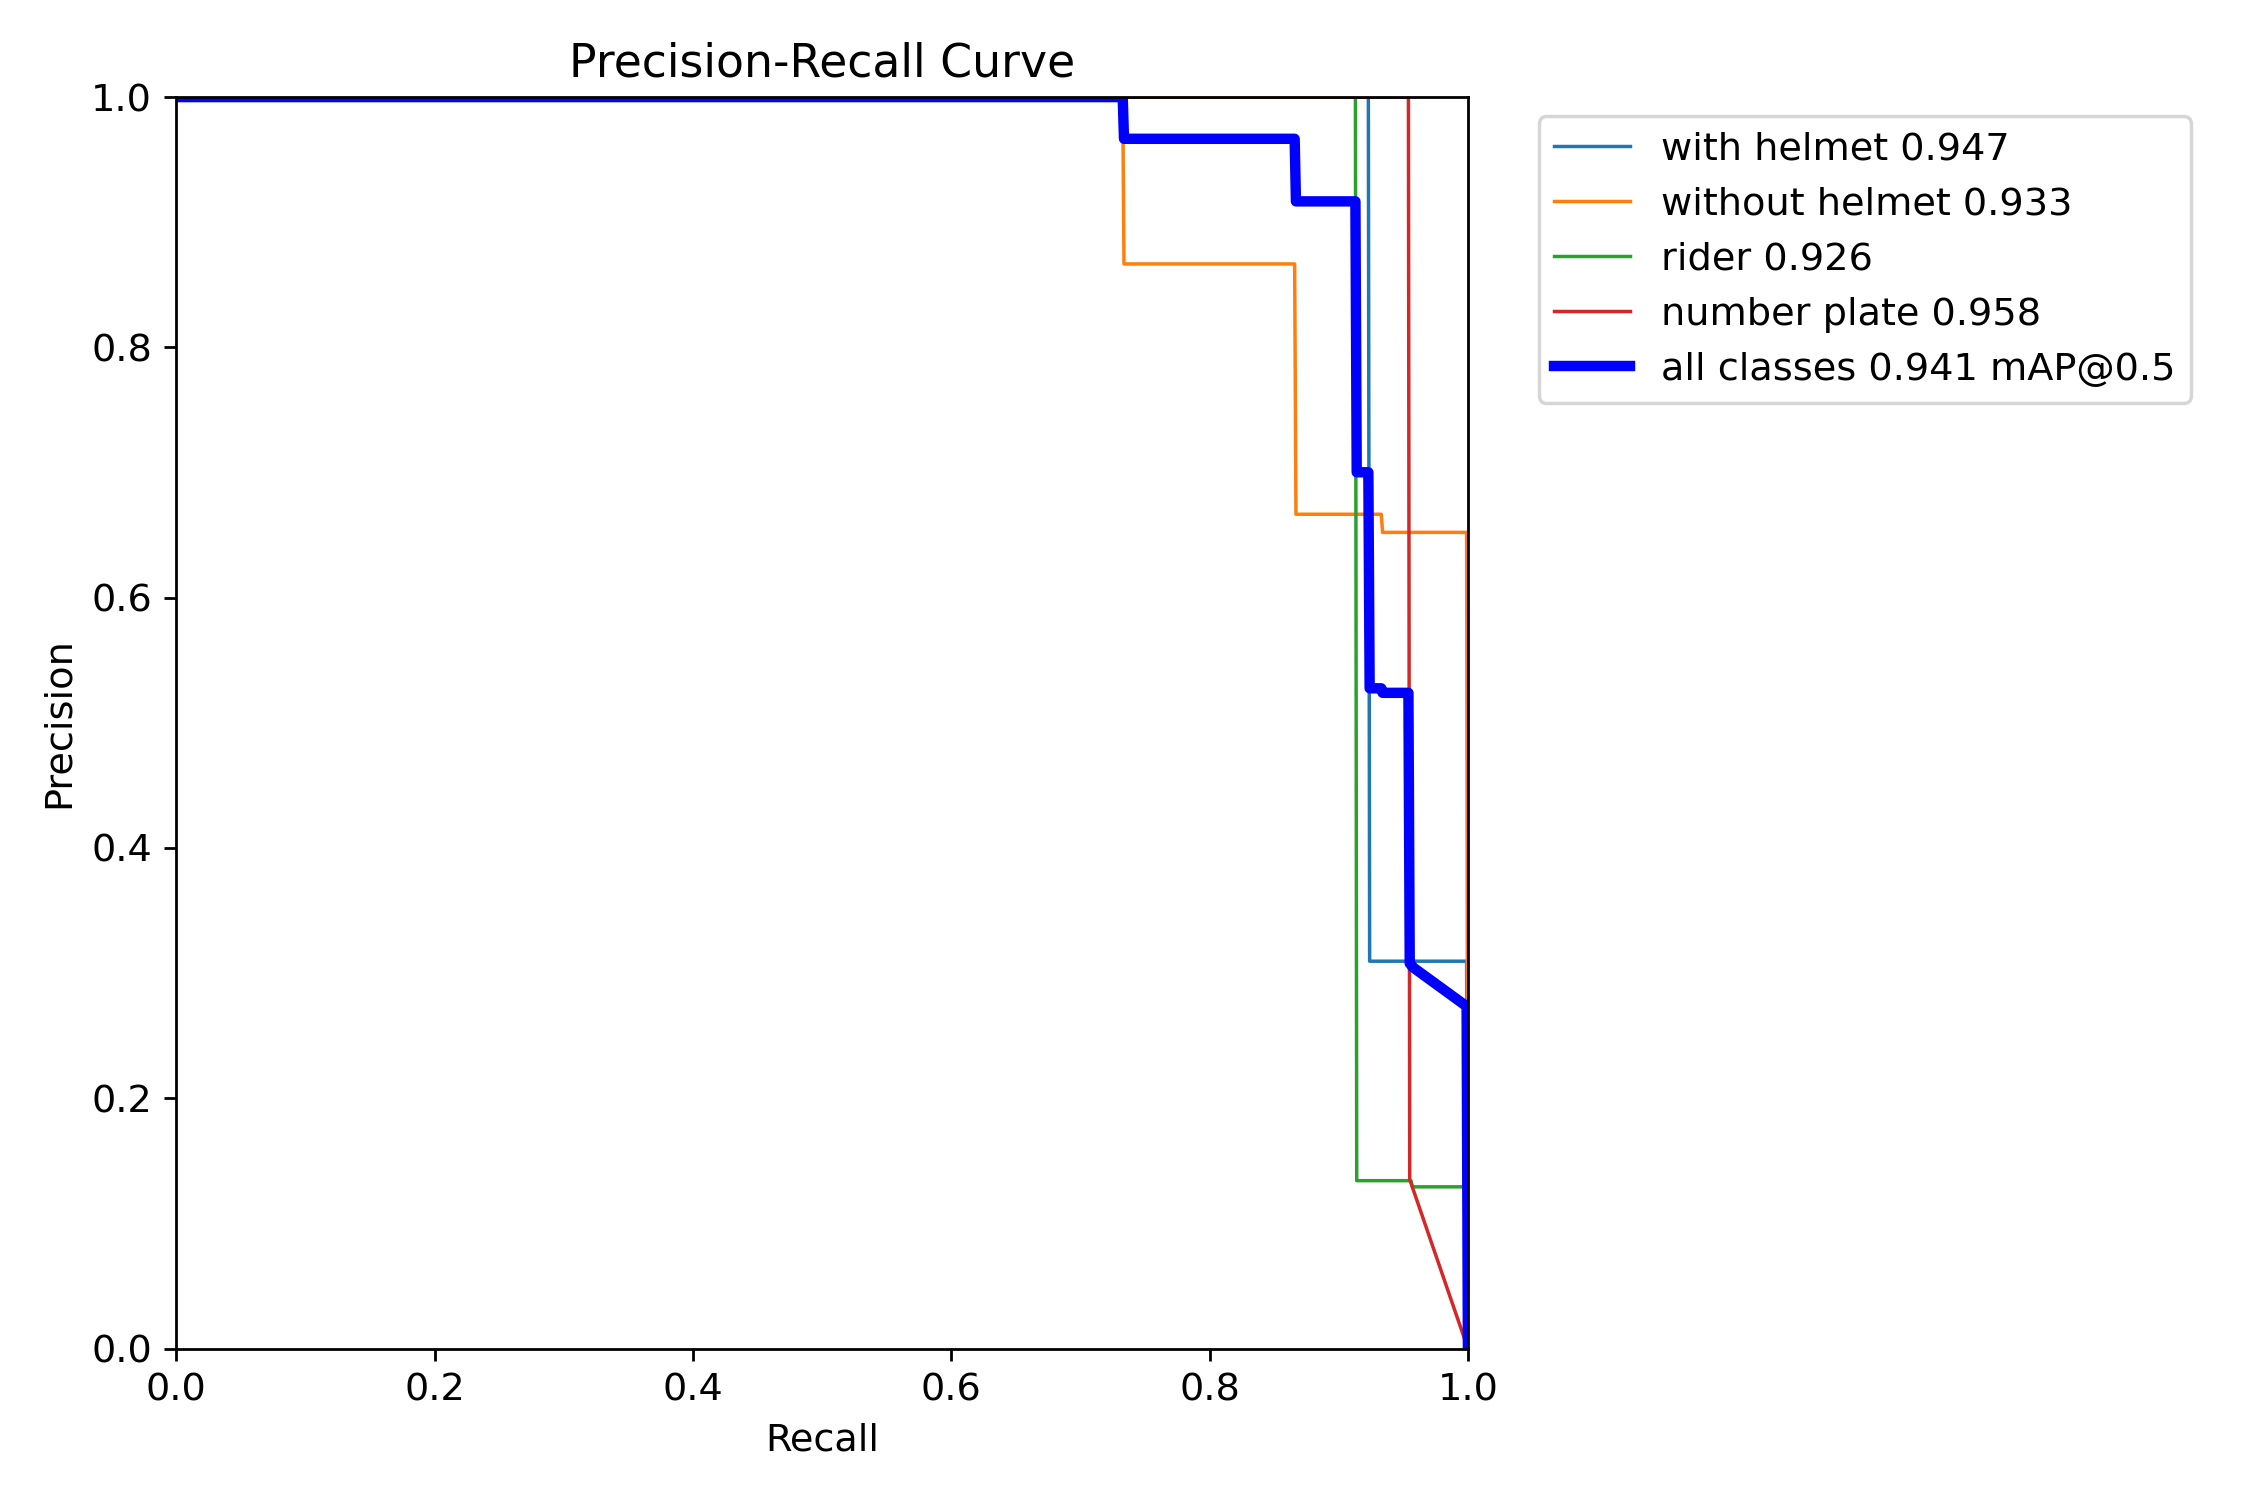 Precision-Recall Curve
1.0
0.8
0.6
0.4
0.2
0.0
Precision
0.0 0.2 0.4 0.6 0.8 1.0
Recall
with helmet 0.947
without helmet 0.933
rider 0.926
number plate 0.958
all classes 0.941 mAP@0.5